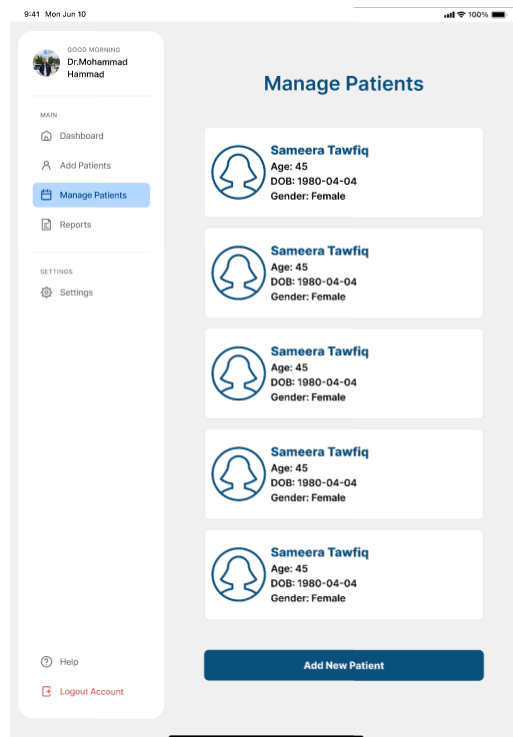 9:41 Mon Jun 10
100%
GOOD MORNING
Dr.Mohammad
Hammad
MAIN
Dashboard
Add Patients
Manage Patients
Reports
SETTINGS
Settings
Help
Logout Account
Manage Patients
Sameera Tawfiq
Age: 45
DOB: 1980-04-04
Gender: Female
Sameera Tawfiq
Age: 45
DOB: 1980-04-04
Gender: Female
Sameera Tawfiq
Age: 45
DOB: 1980-04-04
Gender: Female
Sameera Tawfiq
Age: 45
DOB: 1980-04-04
Gender: Female
Sameera Tawfiq
Age: 45
DOB: 1980-04-04
Gender: Female
Add New Patient